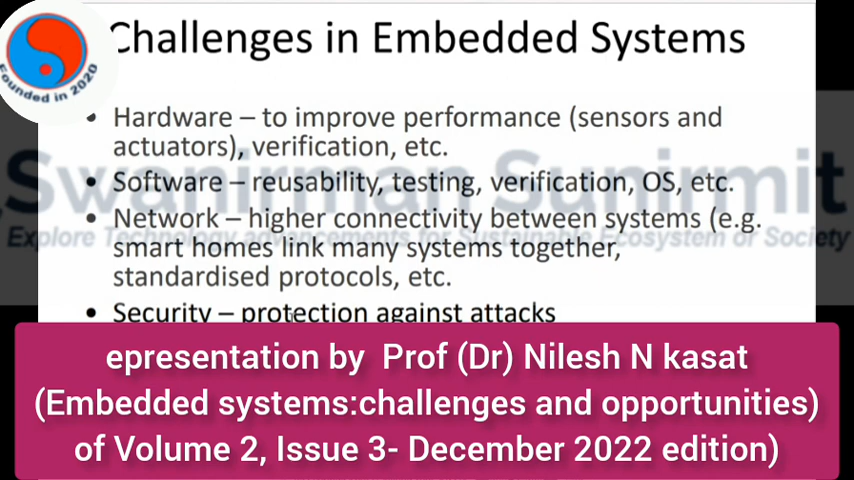 Challenges in Embedded Systems
Founded in 2020
• Hardware – to improve performance (sensors and
actuators), verification, etc.
• Software – reusability, testing, verification, OS, etc.
• Network – higher connectivity between systems (e.g.
smart homes link many systems together,
standardised protocols, etc.
• Security – protection against attacks
Swanirman Sunirmit
Explore Technology advancements for Sustainable Ecosystem or Society
epresentation by Prof (Dr) Nilesh N kasat
(Embedded systems:challenges and opportunities)
of Volume 2, Issue 3- December 2022 edition)